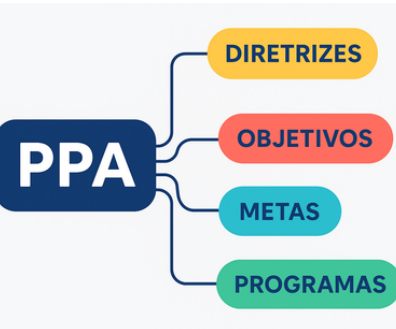 PPA
DIRETRIZES
OBJETIVOS
METAS
PROGRAMAS